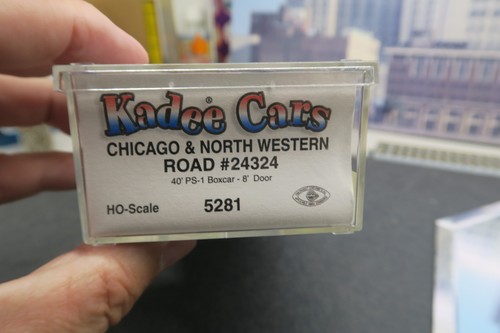 Kadee® Cars
CHICAGO & NORTH WESTERN
ROAD #24324
40' PS-1 Boxcar - 8' Door
HO-Scale 5281